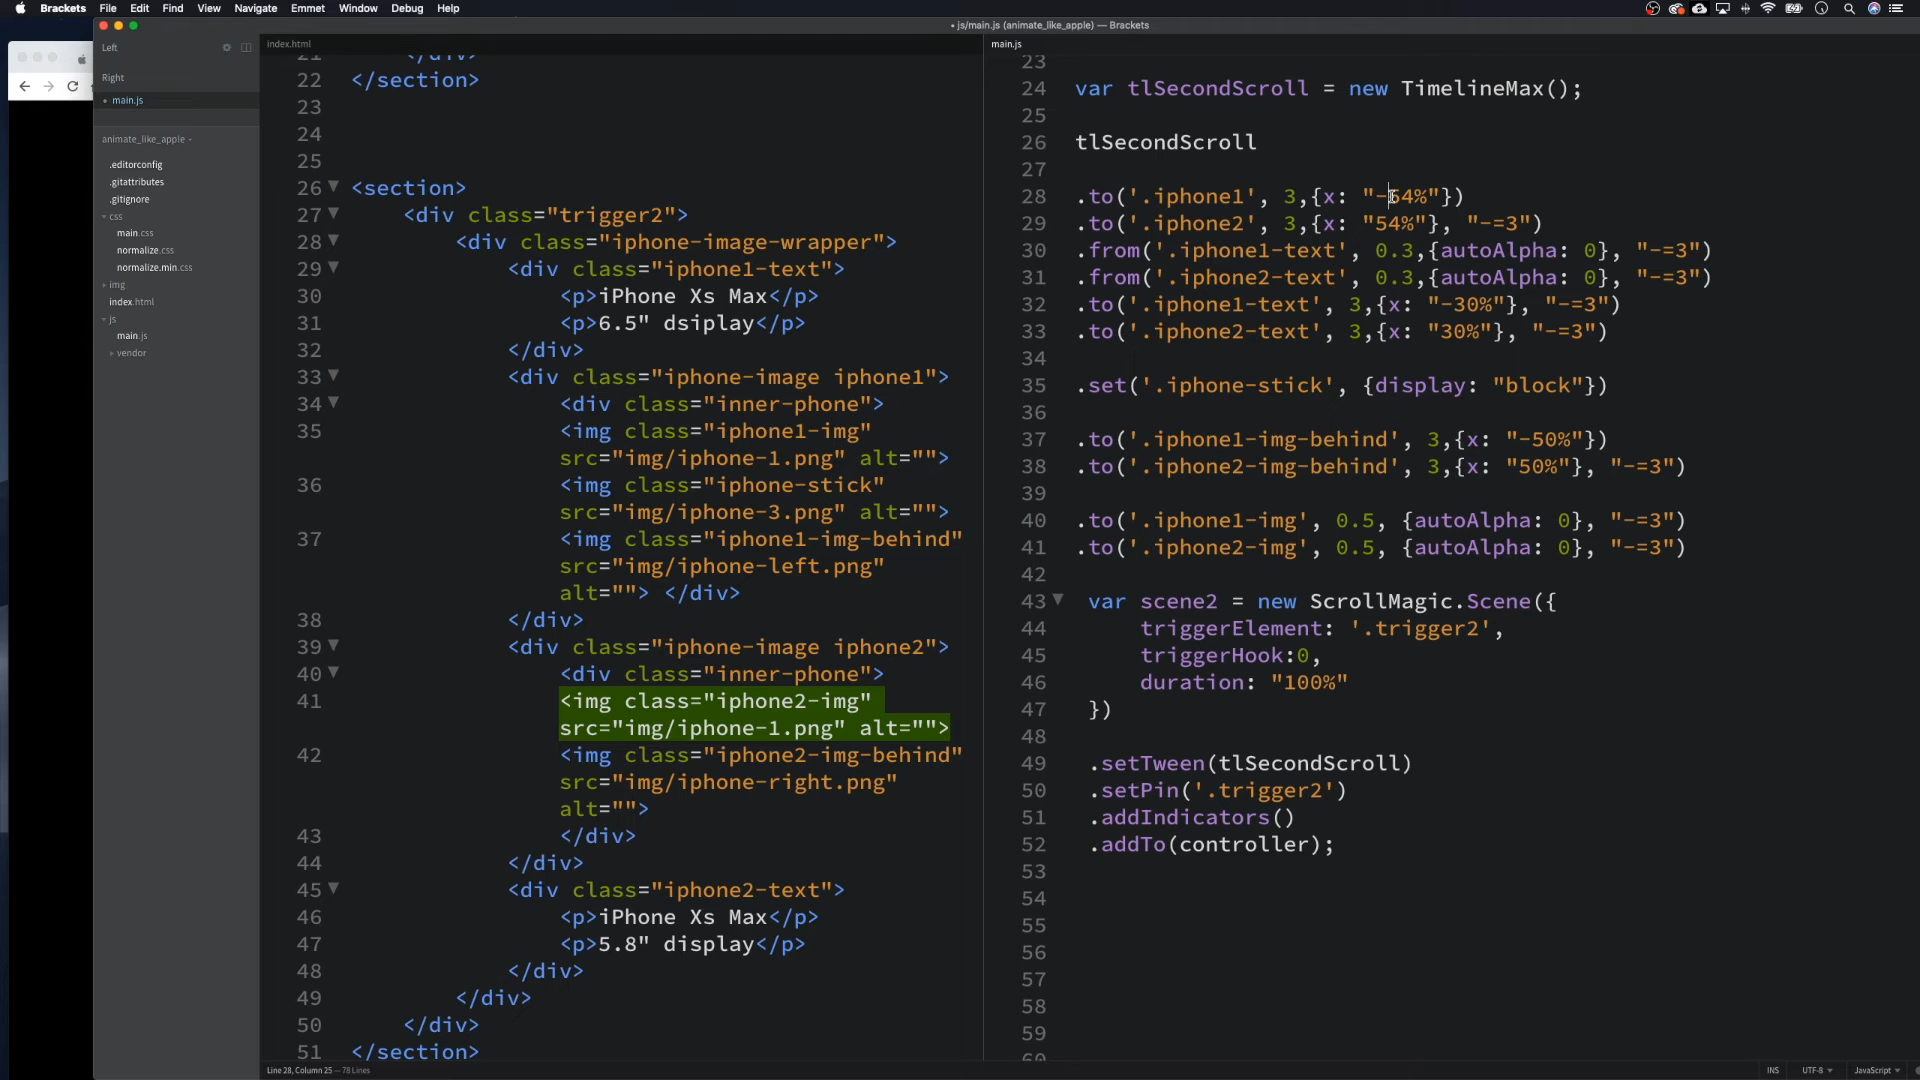 Brackets File Edit Find View Navigate Emmet Window Debug Help
• js/main.js (animate_like_apple) — Brackets
Left
Right
• main.js
animate_like_apple
.editorconfig
.gitattributes
.gitignore
css
main.css
normalize.css
normalize.min.css
img
index.html
js
main.js
vendor
index.html
22 </section>
23
24
25
26 <section>
27 <div class="trigger2">
28 <div class="iphone-image-wrapper">
29 <div class="iphone1-text">
30 <p>iPhone Xs Max</p>
31 <p>6.5" dsiplay</p>
32 </div>
33 <div class="iphone-image iphone1">
34 <div class="inner-phone">
35 <img class="iphone1-img"
src="img/iphone-1.png" alt="">
36 <img class="iphone-stick"
src="img/iphone-3.png" alt="">
37 <img class="iphone1-img-behind"
src="img/iphone-left.png"
alt=""> </div>
38 </div>
39 <div class="iphone-image iphone2">
40 <div class="inner-phone">
41 <img class="iphone2-img"
src="img/iphone-1.png" alt="">
42 <img class="iphone2-img-behind"
src="img/iphone-right.png"
alt="">
43 </div>
44 </div>
45 <div class="iphone2-text">
46 <p>iPhone Xs Max</p>
47 <p>5.8" display</p>
48 </div>
49 </div>
50 </div>
51 </section>
main.js
23
24 var tlSecondScroll = new TimelineMax();
25
26 tlSecondScroll
27
28 .to('.iphone1', 3,{x: "-54%"})
29 .to('.iphone2', 3,{x: "54%"}, "-=3")
30 .from('.iphone1-text', 0.3,{autoAlpha: 0}, "-=3")
31 .from('.iphone2-text', 0.3,{autoAlpha: 0}, "-=3")
32 .to('.iphone1-text', 3,{x: "-30%"}, "-=3")
33 .to('.iphone2-text', 3,{x: "30%"}, "-=3")
34
35 .set('.iphone-stick', {display: "block"})
36
37 .to('.iphone1-img-behind', 3,{x: "-50%"})
38 .to('.iphone2-img-behind', 3,{x: "50%"}, "-=3")
39
40 .to('.iphone1-img', 0.5, {autoAlpha: 0}, "-=3")
41 .to('.iphone2-img', 0.5, {autoAlpha: 0}, "-=3")
42
43 var scene2 = new ScrollMagic.Scene({
44 triggerElement: '.trigger2',
45 triggerHook:0,
46 duration: "100%"
47 })
48
49 .setTween(tlSecondScroll)
50 .setPin('.trigger2')
51 .addIndicators()
52 .addTo(controller);
53
54
55
56
57
58
59
60
Line 28, Column 25 — 78 Lines
INS UTF-8 JavaScript